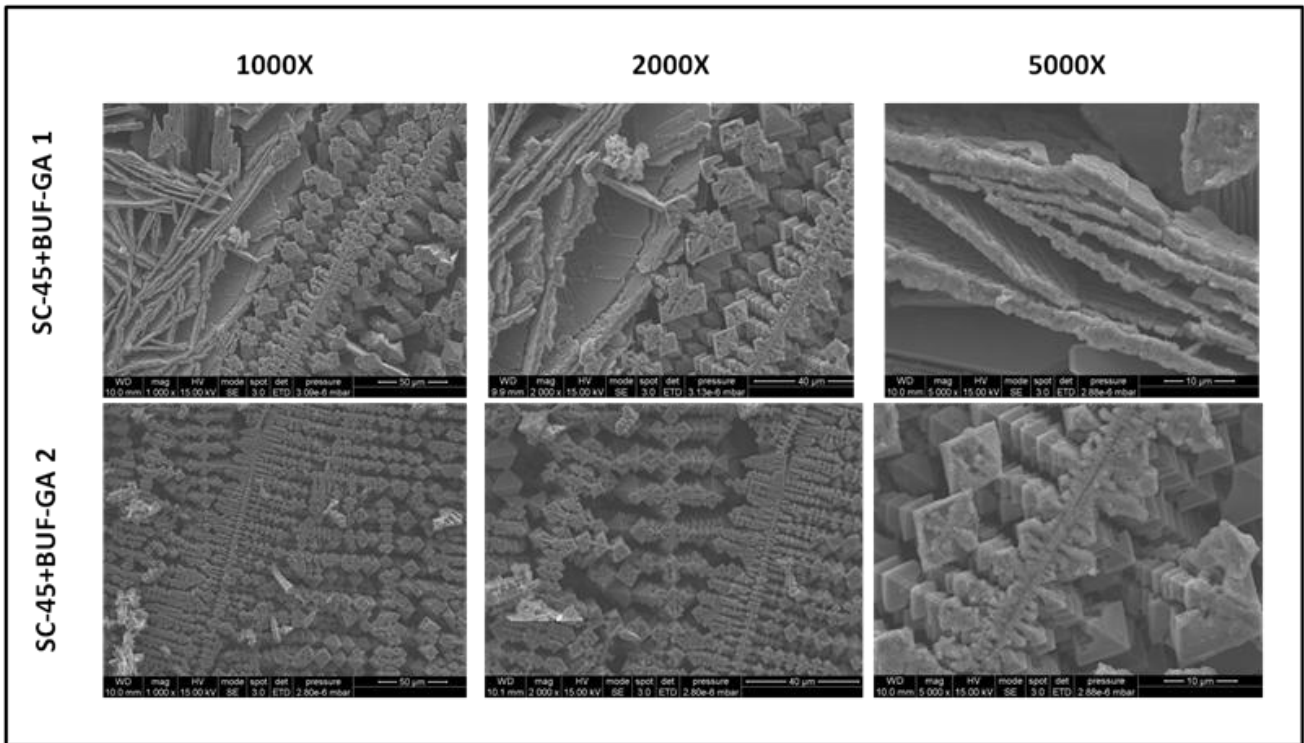 1000X 2000X 5000X
SC-45+BUF-GA 1
WD mag HV mode spot det pressure 50 µm
10.0 mm 1 000 x 15.00 kV SE 3.0 ETD 3.09e-6 mbar
WD mag HV mode spot det pressure 40 µm
9.9 mm 2 000 x 15.00 kV SE 3.0 ETD 3.13e-6 mbar
WD mag HV mode spot det pressure 10 µm
10.0 mm 5 000 x 15.00 kV SE 3.0 ETD 2.88e-6 mbar
SC-45+BUF-GA 2
WD mag HV mode spot det pressure 50 µm
10.0 mm 1 000 x 15.00 kV SE 3.0 ETD 2.80e-6 mbar
WD mag HV mode spot det pressure 40 µm
10.1 mm 2 000 x 15.00 kV SE 3.0 ETD 2.80e-6 mbar
WD mag HV mode spot det pressure 10 µm
10.0 mm 5 000 x 15.00 kV SE 3.0 ETD 2.88e-6 mbar